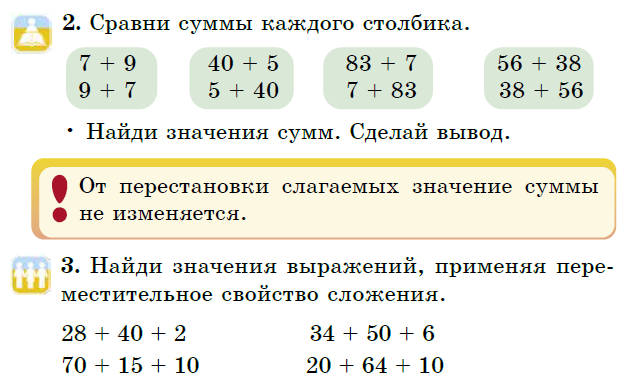 2. Сравни суммы каждого столбика.
7 + 9 40 + 5 83 + 7 56 + 38
9 + 7 5 + 40 7 + 83 38 + 56
• Найди значения сумм. Сделай вывод.
! От перестановки слагаемых значение суммы
не изменяется.
3. Найди значения выражений, применяя пере-
местительное свойство сложения.
28 + 40 + 2 34 + 50 + 6
70 + 15 + 10 20 + 64 + 10